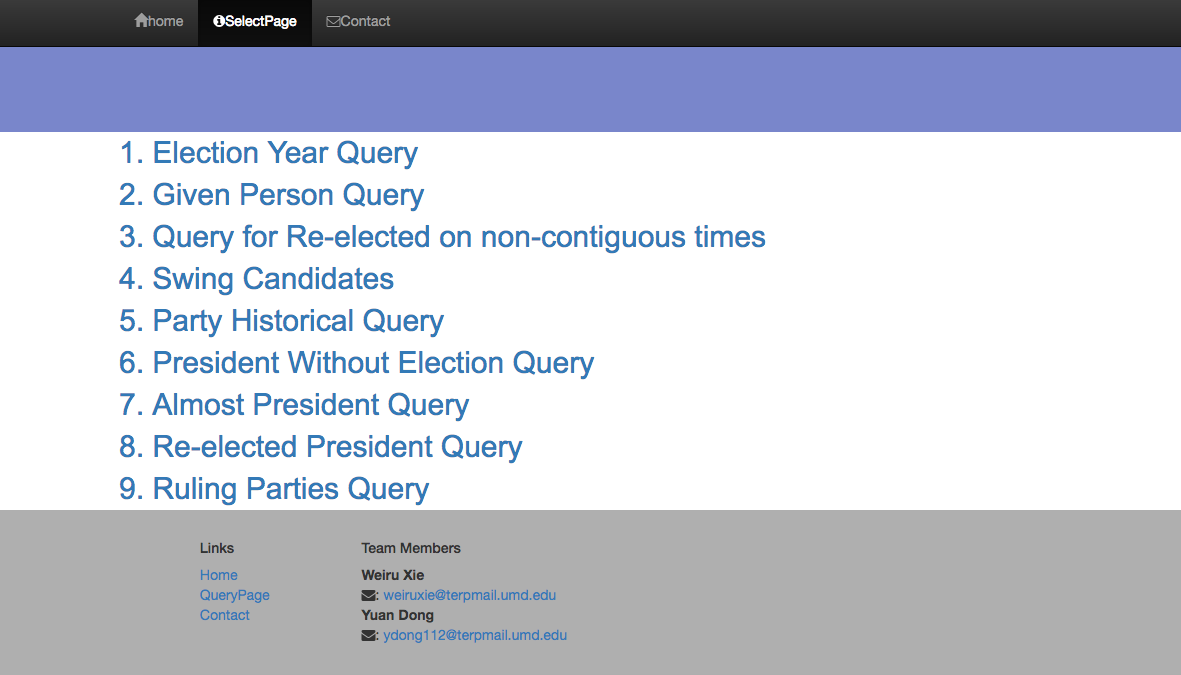 home SelectPage Contact
1. Election Year Query
2. Given Person Query
3. Query for Re-elected on non-contiguous times
4. Swing Candidates
5. Party Historical Query
6. President Without Election Query
7. Almost President Query
8. Re-elected President Query
9. Ruling Parties Query
Links
Home
QueryPage
Contact
Team Members
Weiru Xie
: weiruxie@terpmail.umd.edu
Yuan Dong
: ydong112@terpmail.umd.edu